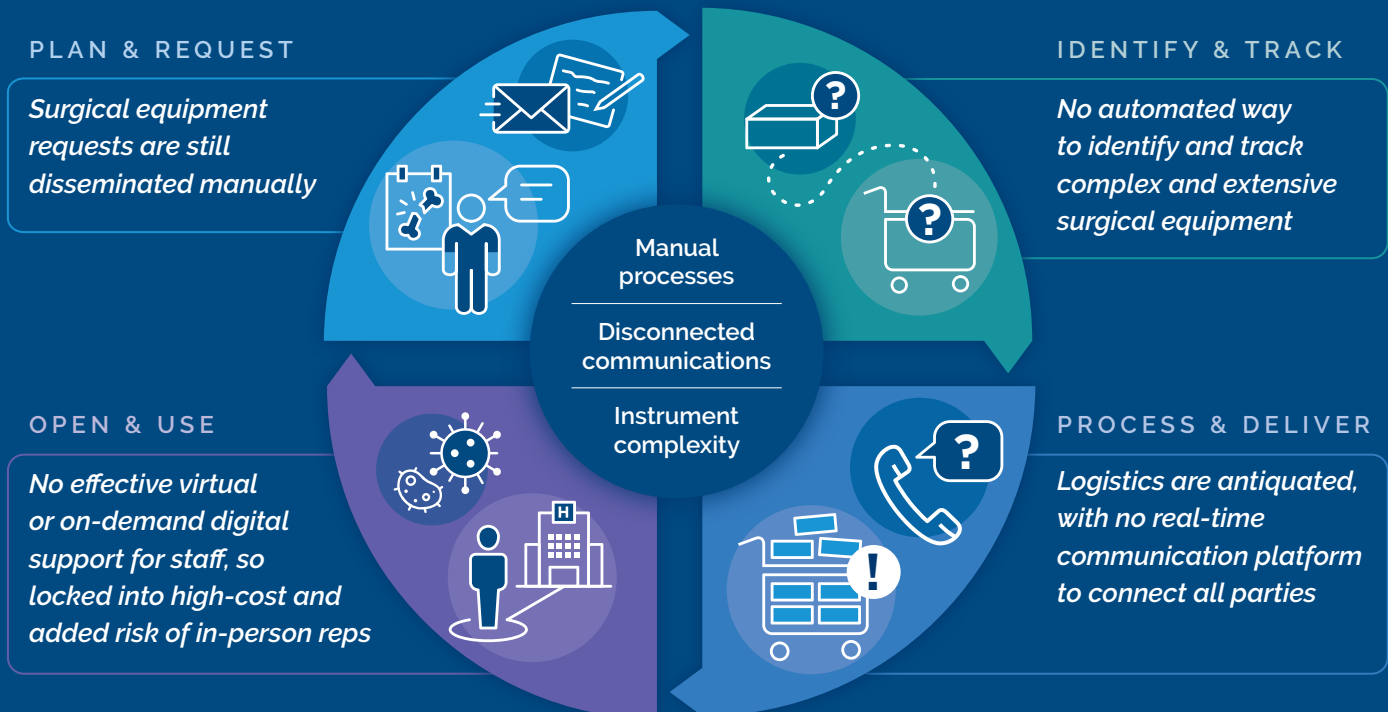 PLAN & REQUEST
Surgical equipment
requests are still
disseminated manually
IDENTIFY & TRACK
No automated way
to identify and track
complex and extensive
surgical equipment
?
?
Manual
processes
Disconnected
communications
Instrument
complexity
OPEN & USE
No effective virtual
or on-demand digital
support for staff, so
locked into high-cost and
added risk of in-person reps
H
PROCESS & DELIVER
Logistics are antiquated,
with no real-time
communication platform
to connect all parties
?
!